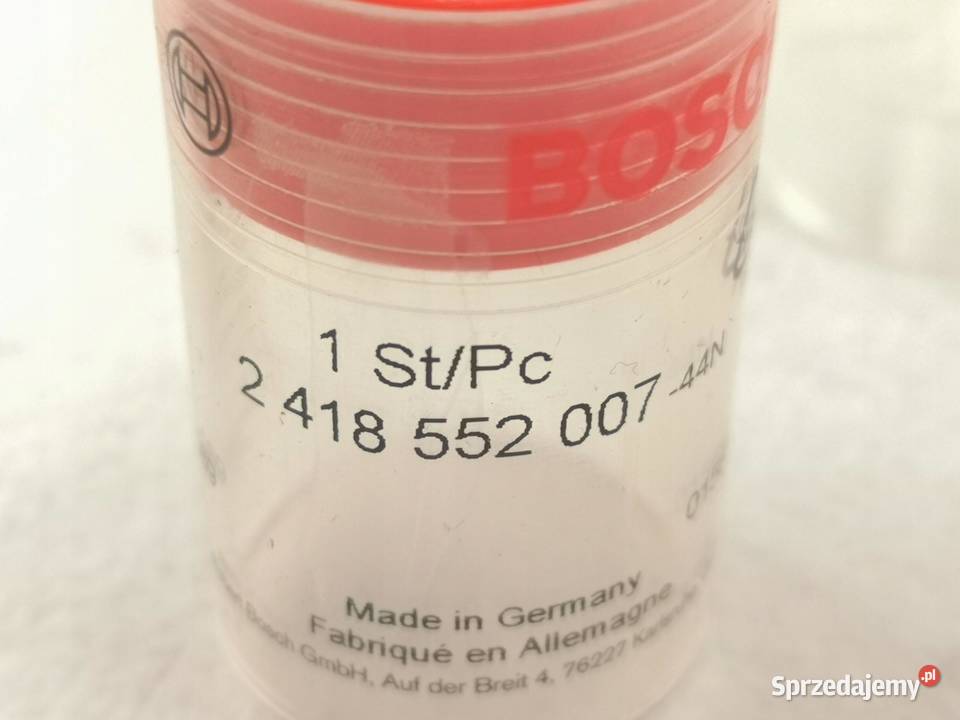 BOSC
1 St/Pc
2 418 552 007 -44N
Made in Germany
Fabriqué en Allemagne
Bosch GmbH, Auf der Breit 4, 76227
Sprzedajemy.pl